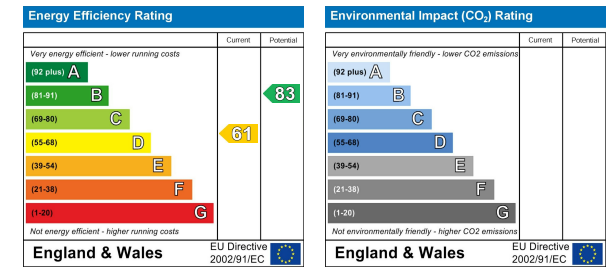 Energy Efficiency Rating
Current Potential
Very energy efficient - lower running costs
(92 plus) A
(81-91) B
83
(69-80) C
61
(55-68) D
(39-54) E
(21-38) F
(1-20) G
Not energy efficient - higher running costs
England & Wales
EU Directive
2002/91/EC
Environmental Impact (CO2) Rating
Current Potential
Very environmentally friendly - lower CO2 emissions
(92 plus) A
(81-91) B
(69-80) C
(55-68) D
(39-54) E
(21-38) F
(1-20) G
Not environmentally friendly - higher CO2 emissions
England & Wales
EU Directive
2002/91/EC